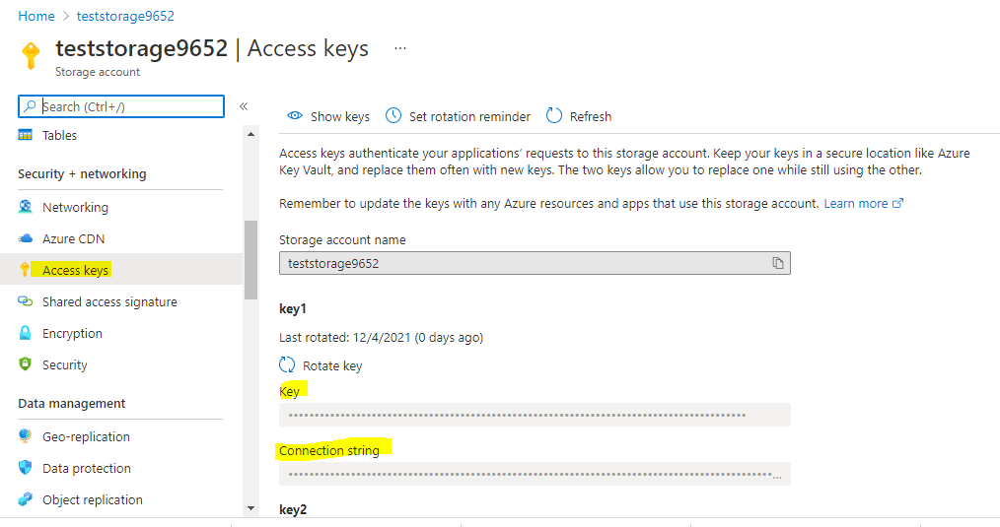 Home > teststorage9652
teststorage9652 | Access keys ...
Storage account
Search (Ctrl+/)
«
Tables
Security + networking
Networking
Azure CDN
Access keys
Shared access signature
Encryption
Security
Data management
Geo-replication
Data protection
Object replication
Show keys Set rotation reminder Refresh
Access keys authenticate your applications' requests to this storage account. Keep your keys in a secure location like Azure
Key Vault, and replace them often with new keys. The two keys allow you to replace one while still using the other.
Remember to update the keys with any Azure resources and apps that use this storage account. Learn more
Storage account name
teststorage9652
key1
Last rotated: 12/4/2021 (0 days ago)
Rotate key
Key
Connection string
...
key2